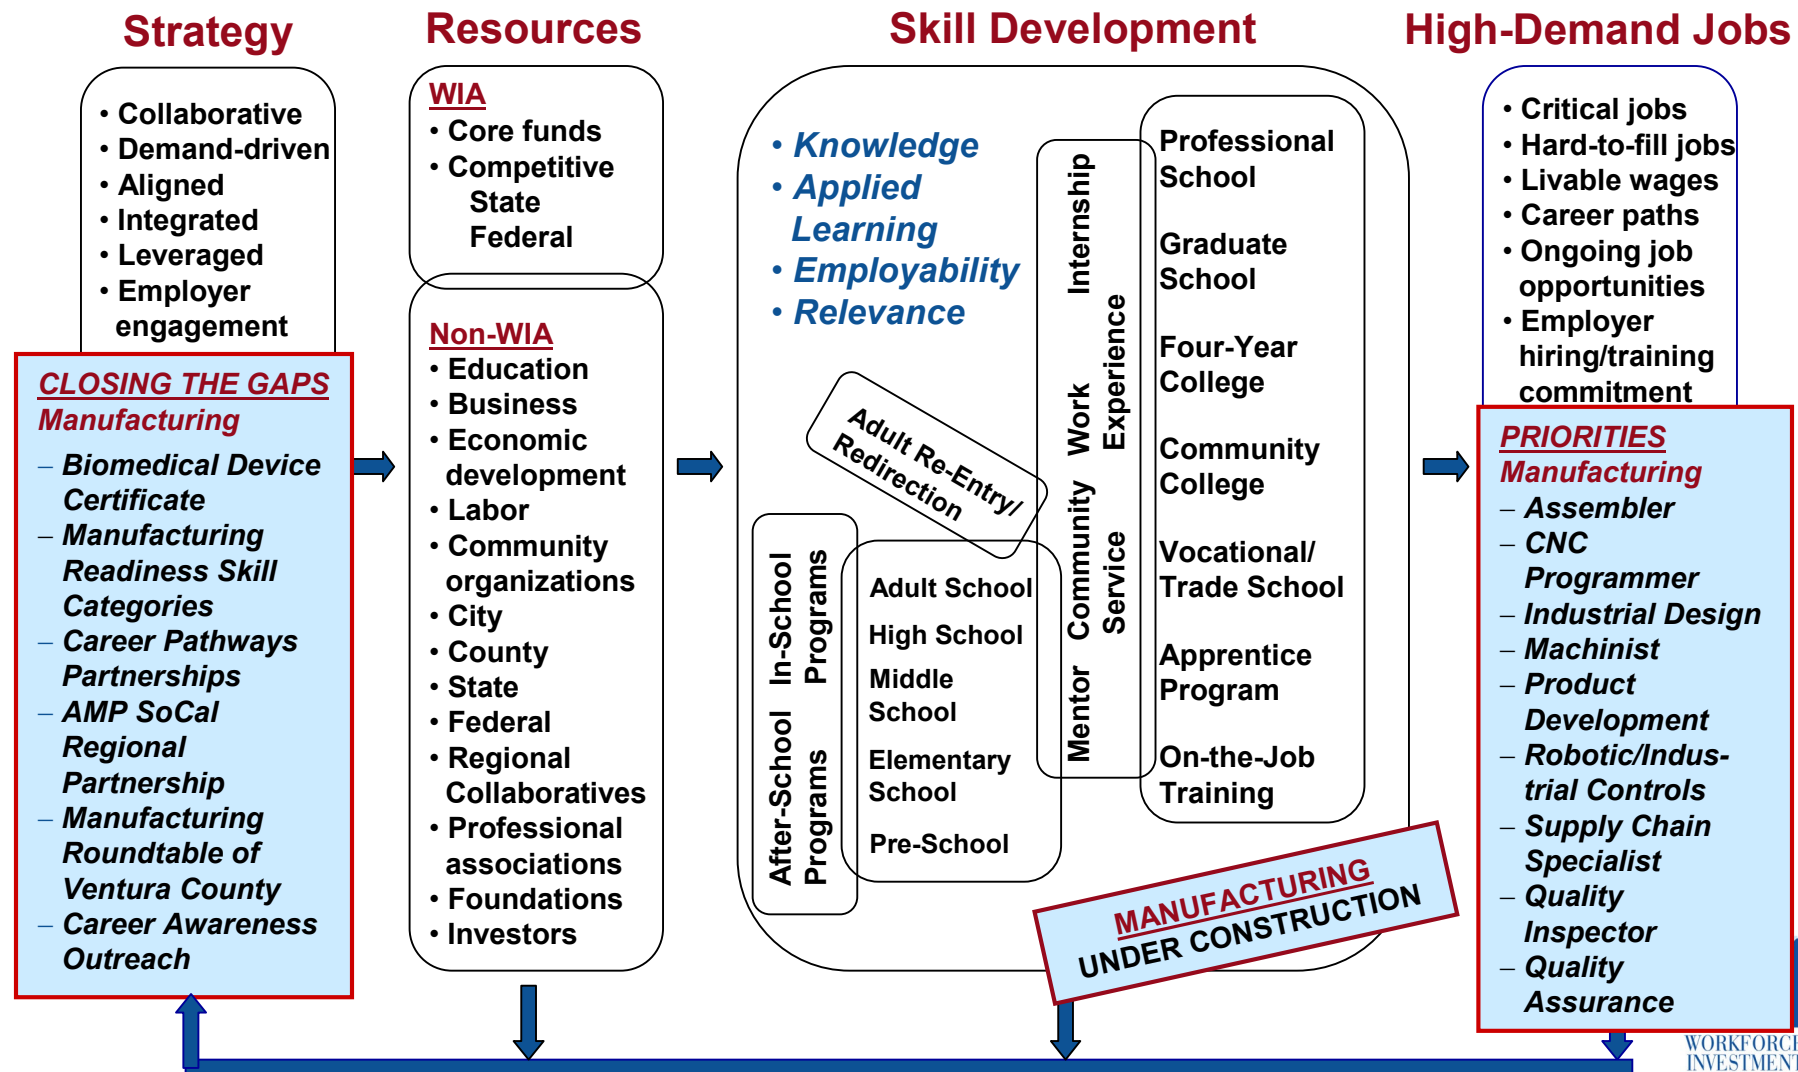 Strategy
• Collaborative
• Demand-driven
• Aligned
• Integrated
• Leveraged
• Employer
engagement
CLOSING THE GAPS
Manufacturing
– Biomedical Device
Certificate
– Manufacturing
Readiness Skill
Categories
– Career Pathways
Partnerships
– AMP SoCal
Regional
Partnership
– Manufacturing
Roundtable of
Ventura County
– Career Awareness
Outreach
Resources
WIA
• Core funds
• Competitive
State
Federal
Non-WIA
• Education
• Business
• Economic
development
• Labor
• Community
organizations
• City
• County
• State
• Federal
• Regional
Collaboratives
• Professional
associations
• Foundations
• Investors
Skill Development
• Knowledge
• Applied
Learning
• Employability
• Relevance
Adult Re-Entry/
Redirection
In-School
Programs
After-School
Programs
Adult School
High School
Middle
School
Elementary
School
Pre-School
Internship
Work
Experience
Community
Service
Mentor
Professional
School
Graduate
School
Four-Year
College
Community
College
Vocational/
Trade School
Apprentice
Program
On-the-Job
Training
MANUFACTURING
UNDER CONSTRUCTION
High-Demand Jobs
• Critical jobs
• Hard-to-fill jobs
• Livable wages
• Career paths
• Ongoing job
opportunities
• Employer
hiring/training
commitment
PRIORITIES
Manufacturing
– Assembler
– CNC
Programmer
– Industrial Design
– Machinist
– Product
Development
– Robotic/Indus-
trial Controls
– Supply Chain
Specialist
– Quality
Inspector
– Quality
Assurance
WORKFORCE
INVESTMENT